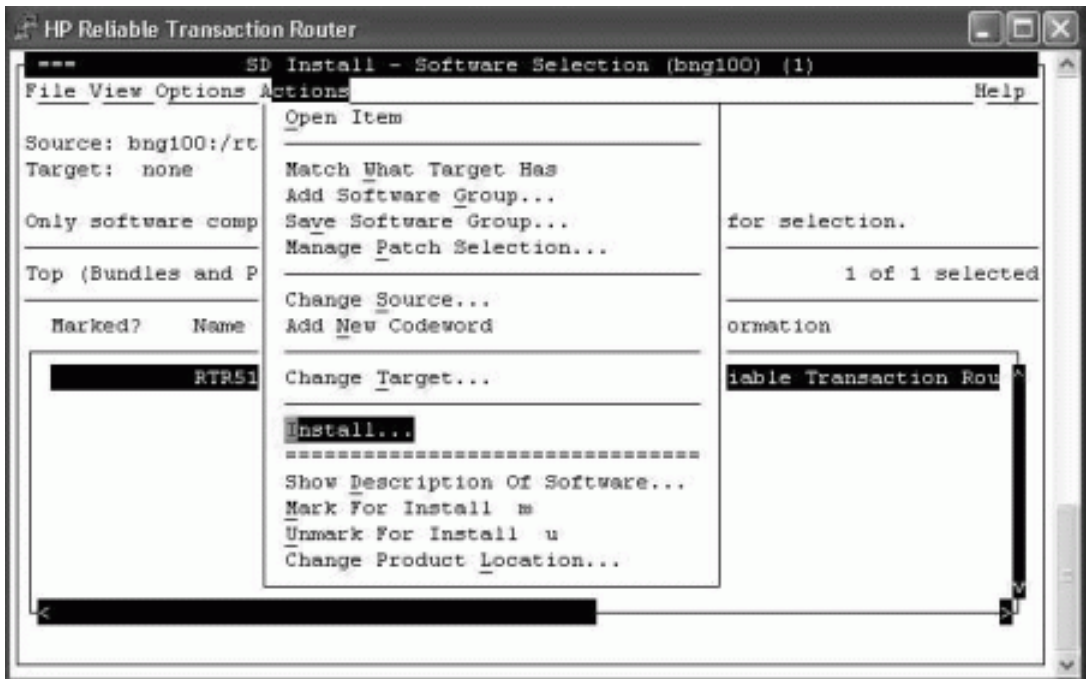 HP Reliable Transaction Router
=== SD Install - Software Selection (bng100) (1)
File View Options Actions Help
Open Item
Source: bng100:/rt
Target: none Match What Target Has
Add Software Group...
Only software comp Save Software Group... for selection.
Manage Patch Selection...
Top (Bundles and P 1 of 1 selected
Change Source...
Marked? Name Add New Codeword ormation
RTR51 Change Target... iable Transaction Rou ^
Install...
================================
Show Description Of Software...
Mark For Install m
Unmark For Install u
Change Product Location...
v
< >